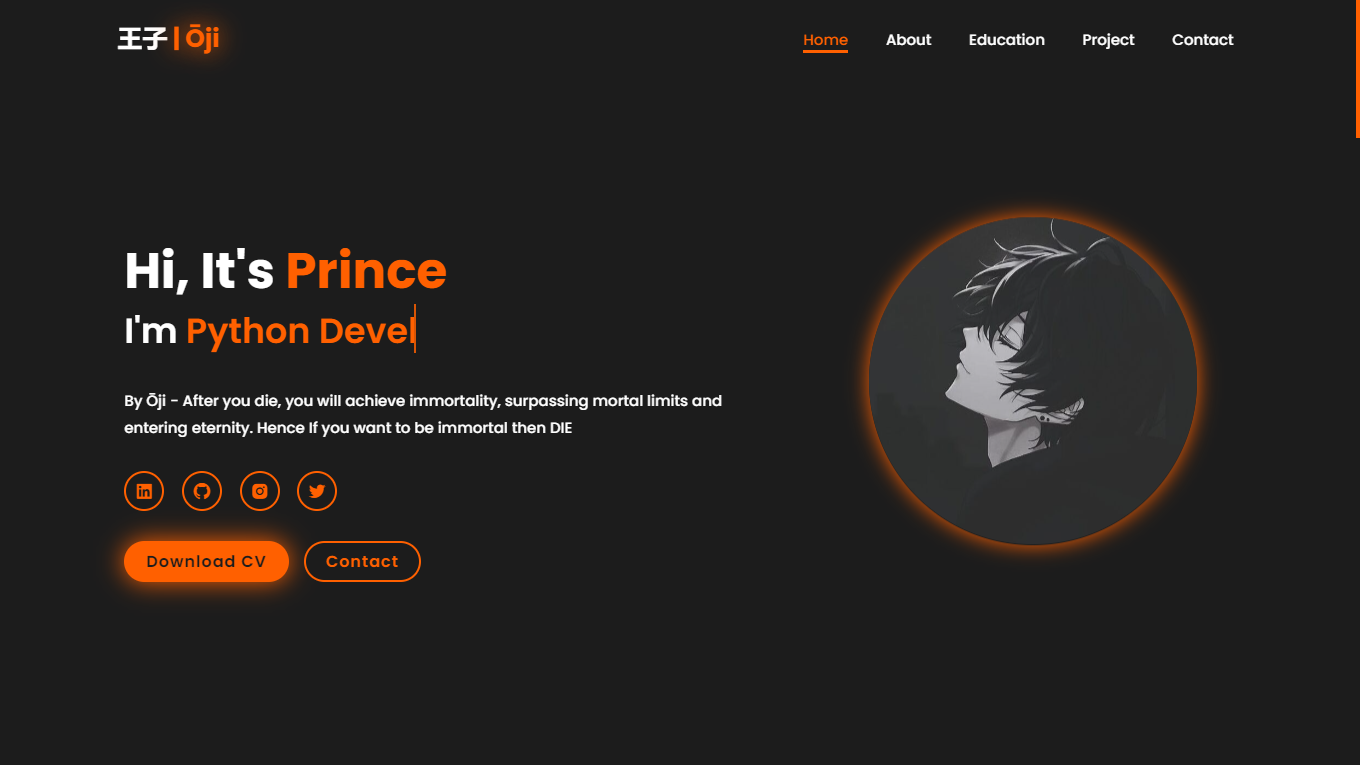 王子 | Ōji
Home About Education Project Contact
Hi, It's Prince
I'm Python Devel
By Ōji - After you die, you will achieve immortality, surpassing mortal limits and
entering eternity. Hence If you want to be immortal then DIE
Download CV Contact